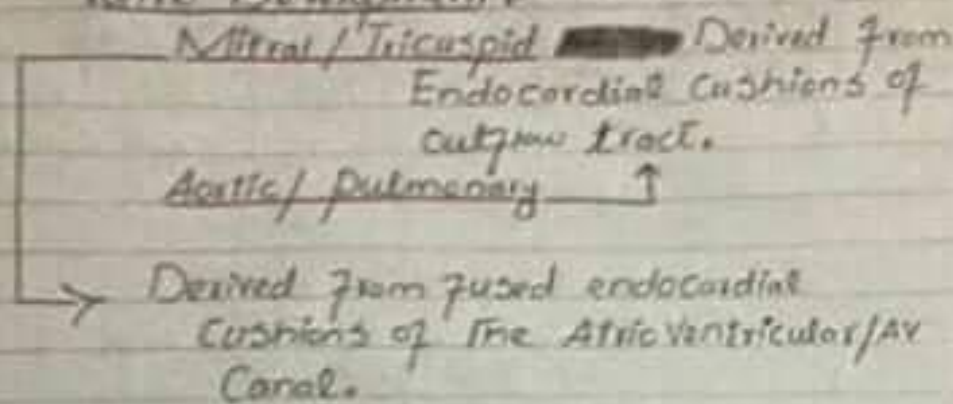 Mitral/Tricuspid Derived from
Endocardial Cushions of
outflow tract.
Aortic/ Pulmonary ↑
Derived from fused endocardial
Cushions of The Atrioventricular/AV
Canal.